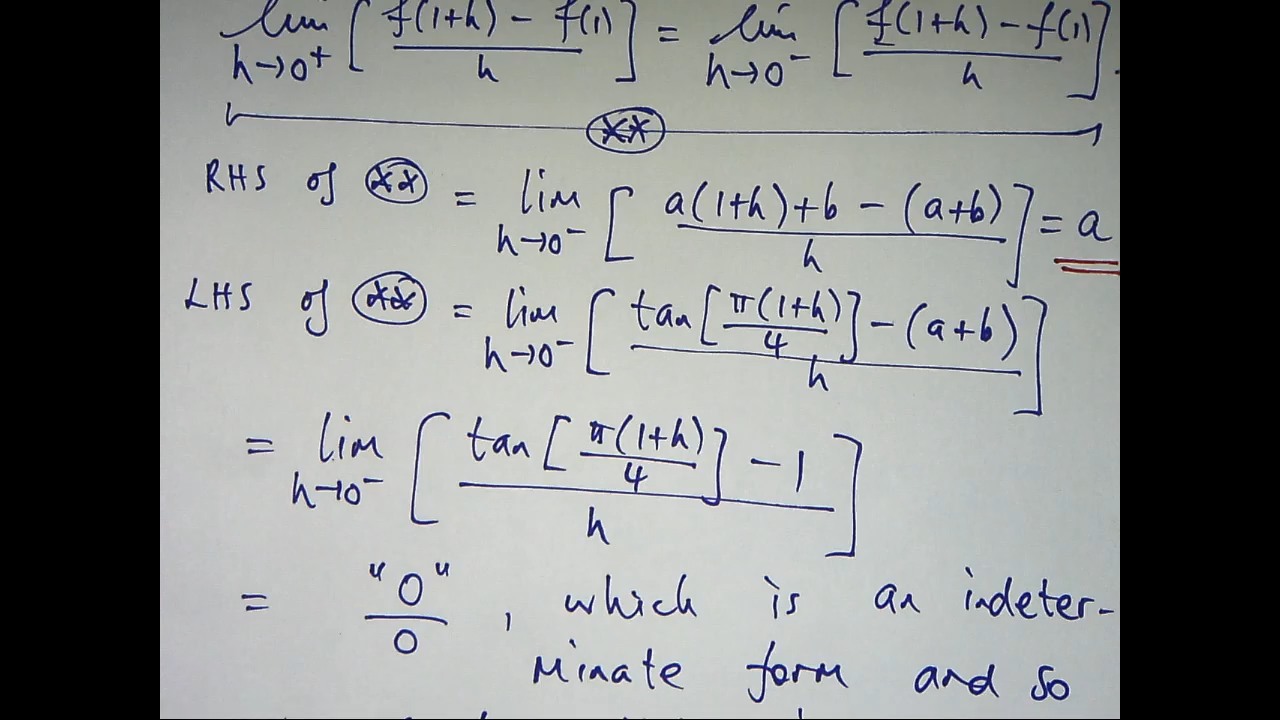 lim h→0⁺ [ (f(1+h) - f(1)) / h ] = lim h→0⁻ [ (f(1+h) - f(1)) / h ].
**
RHS of ** = lim h→0⁻ [ (a(1+h)+b - (a+b)) / h ] = a
LHS of ** = lim h→0⁻ [ (tan[π(1+h)/4] - (a+b)) / h ]
= lim h→0⁻ [ (tan[π(1+h)/4] - 1) / h ]
= "0"/0 , which is an indeter-
minate form and so